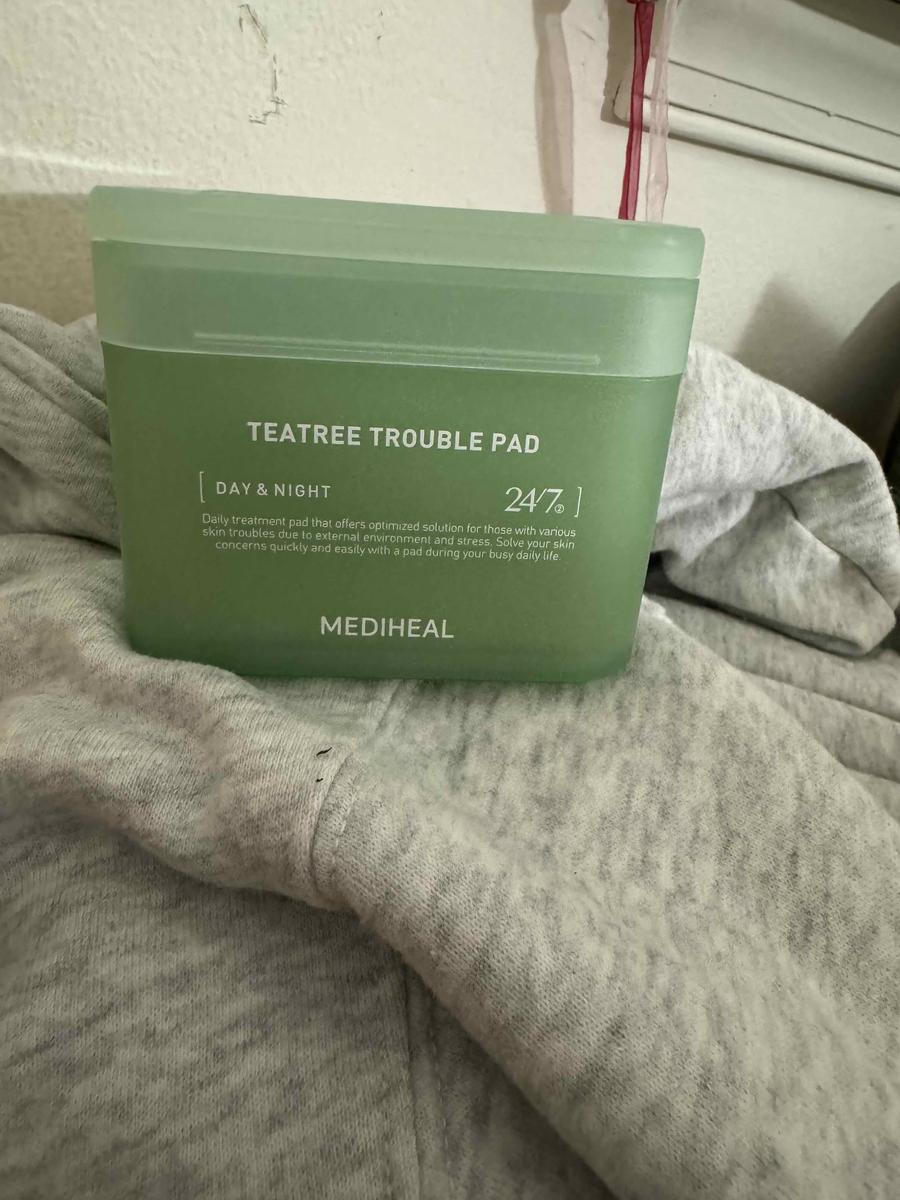 TEATREE TROUBLE PAD
[ DAY & NIGHT 24/7 ]
Daily treatment pad that offers optimized solution for those with various
skin troubles due to external environment and stress. Solve your skin
concerns quickly and easily with a pad during your busy daily life.
MEDIHEAL